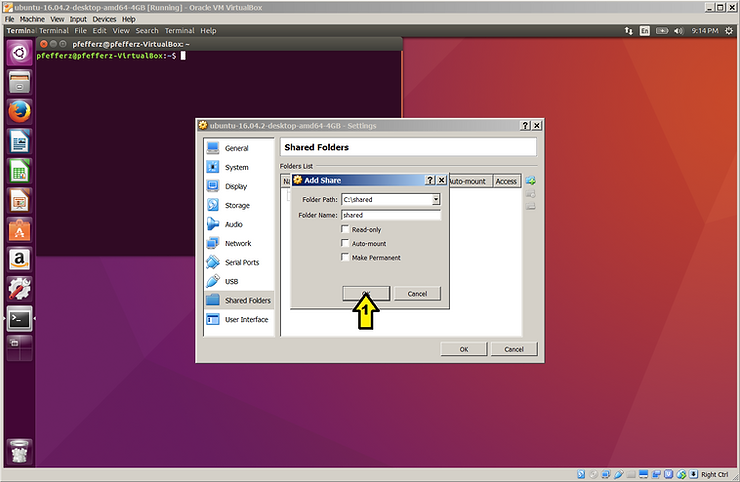 ubuntu-16.04.2-desktop-amd64-4GB [Running] - Oracle VM VirtualBox
File Machine View Input Devices Help
Terminal Terminal File Edit View Search Terminal Help
En
9:14 PM
pfefferz@pfefferz-VirtualBox: ~
pfefferz@pfefferz-VirtualBox:~$
ubuntu-16.04.2-desktop-amd64-4GB - Settings
General
System
Display
Storage
Audio
Network
Serial Ports
USB
Shared Folders
User Interface
Shared Folders
Folders List
Auto-mount Access
Add Share
Folder Path: C:\shared
Folder Name: shared
Read-only
Auto-mount
Make Permanent
Cancel
1
OK Cancel
a
Right Ctrl